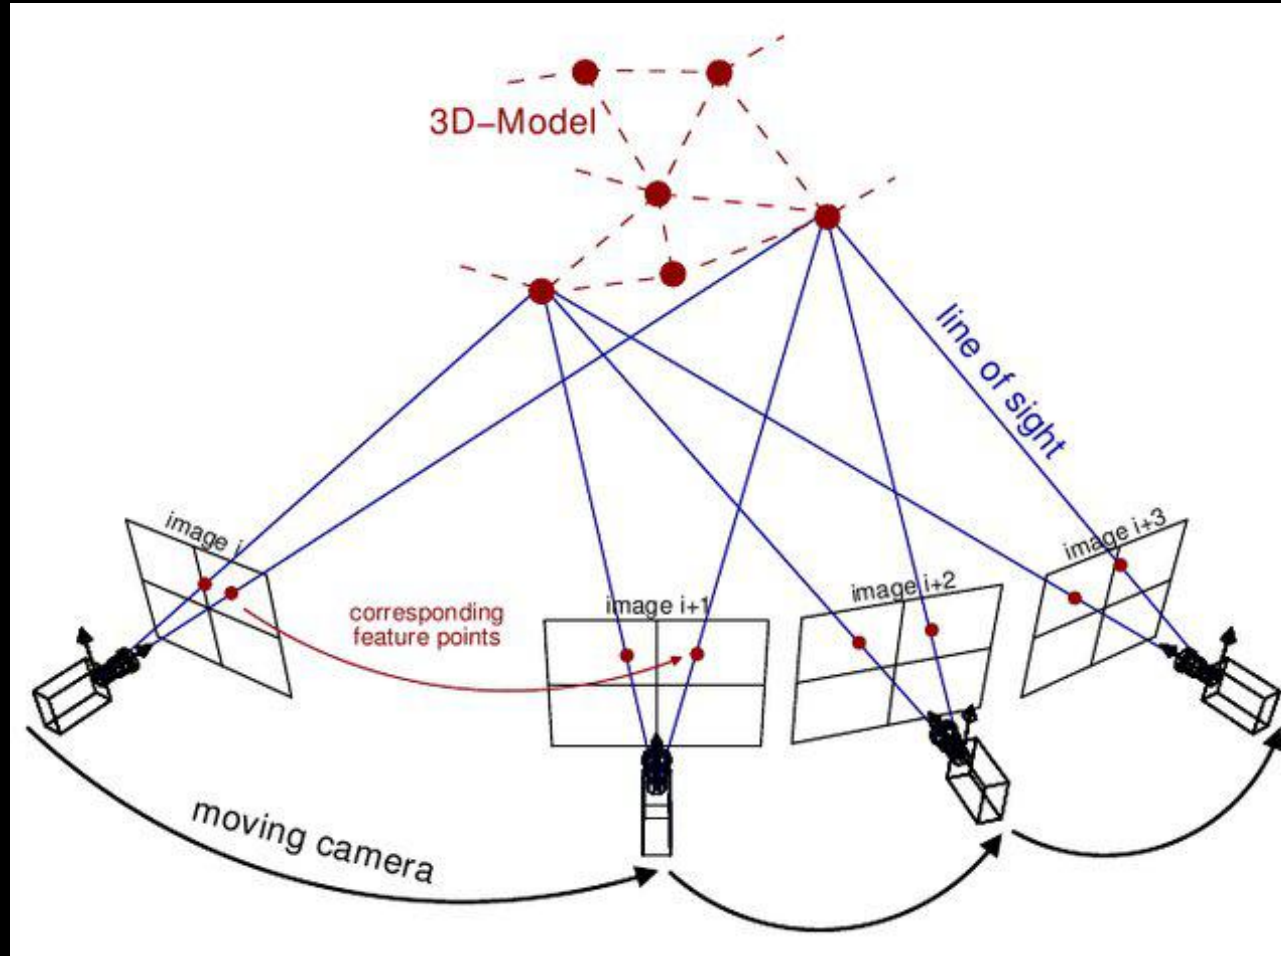 3D–Model
line of sight
image i
image i+1
image i+2
image i+3
corresponding
feature points
moving camera